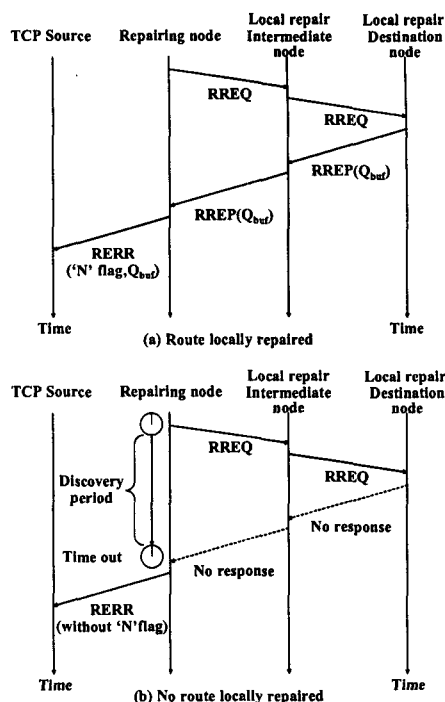 TCP Source
Repairing node
Local repair
Intermediate
node
Local repair
Destination
node
RREQ
RREQ
RREP(Qbuf)
RREP(Qbuf)
RERR
('N' flag,Qbuf)
Time
Time
(a) Route locally repaired
TCP Source
Repairing node
Local repair
Intermediate
node
Local repair
Destination
node
RREQ
RREQ
Discovery
period
No response
Time out
No response
RERR
(without 'N'flag)
Time
Time
(b) No route locally repaired